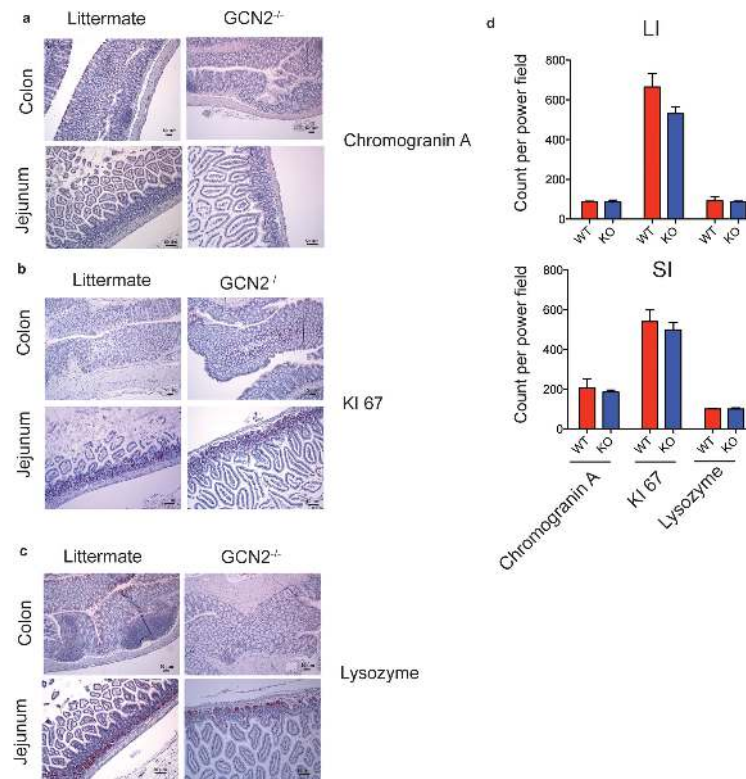 a
Littermate
GCN2-/-
Colon
Jejunum
Chromogranin A
b
Littermate
GCN2-/
Colon
Jejunum
KI 67
c
Littermate
GCN2-/-
Colon
Jejunum
Lysozyme
d
LI
Count per power field
800
600
400
200
0
WT
KO
WT
KO
WT
KO
SI
Count per power field
800
600
400
200
0
WT
KO
WT
KO
WT
KO
Chromogranin A
KI 67
Lysozyme